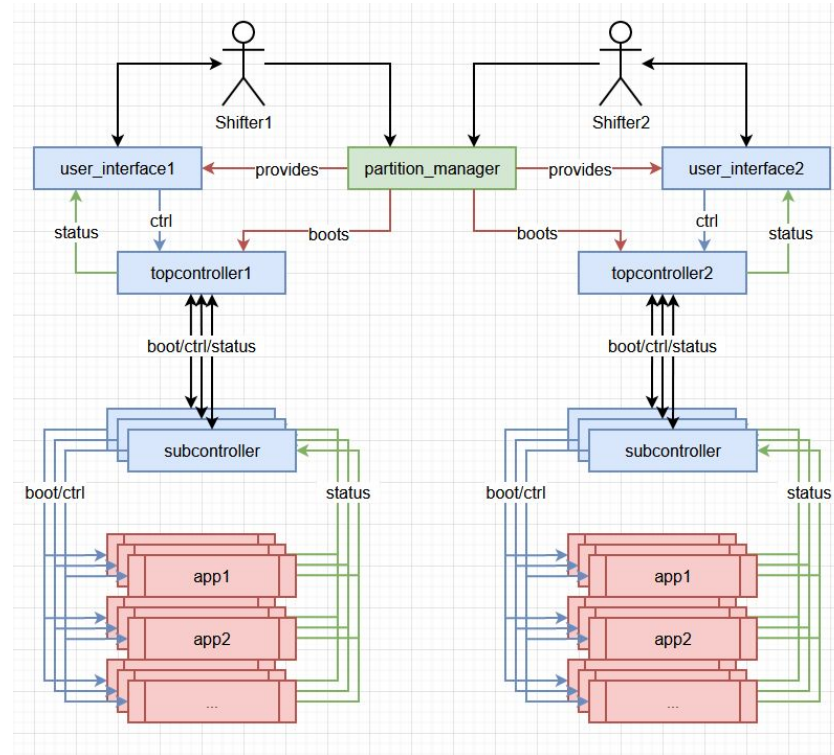 Shifter1
Shifter2
user_interface1
provides
partition_manager
provides
user_interface2
ctrl
status
boots
boots
ctrl
status
topcontroller1
topcontroller2
boot/ctrl/status
boot/ctrl/status
subcontroller
subcontroller
boot/ctrl
status
boot/ctrl
status
app1
app1
app2
app2
...
...